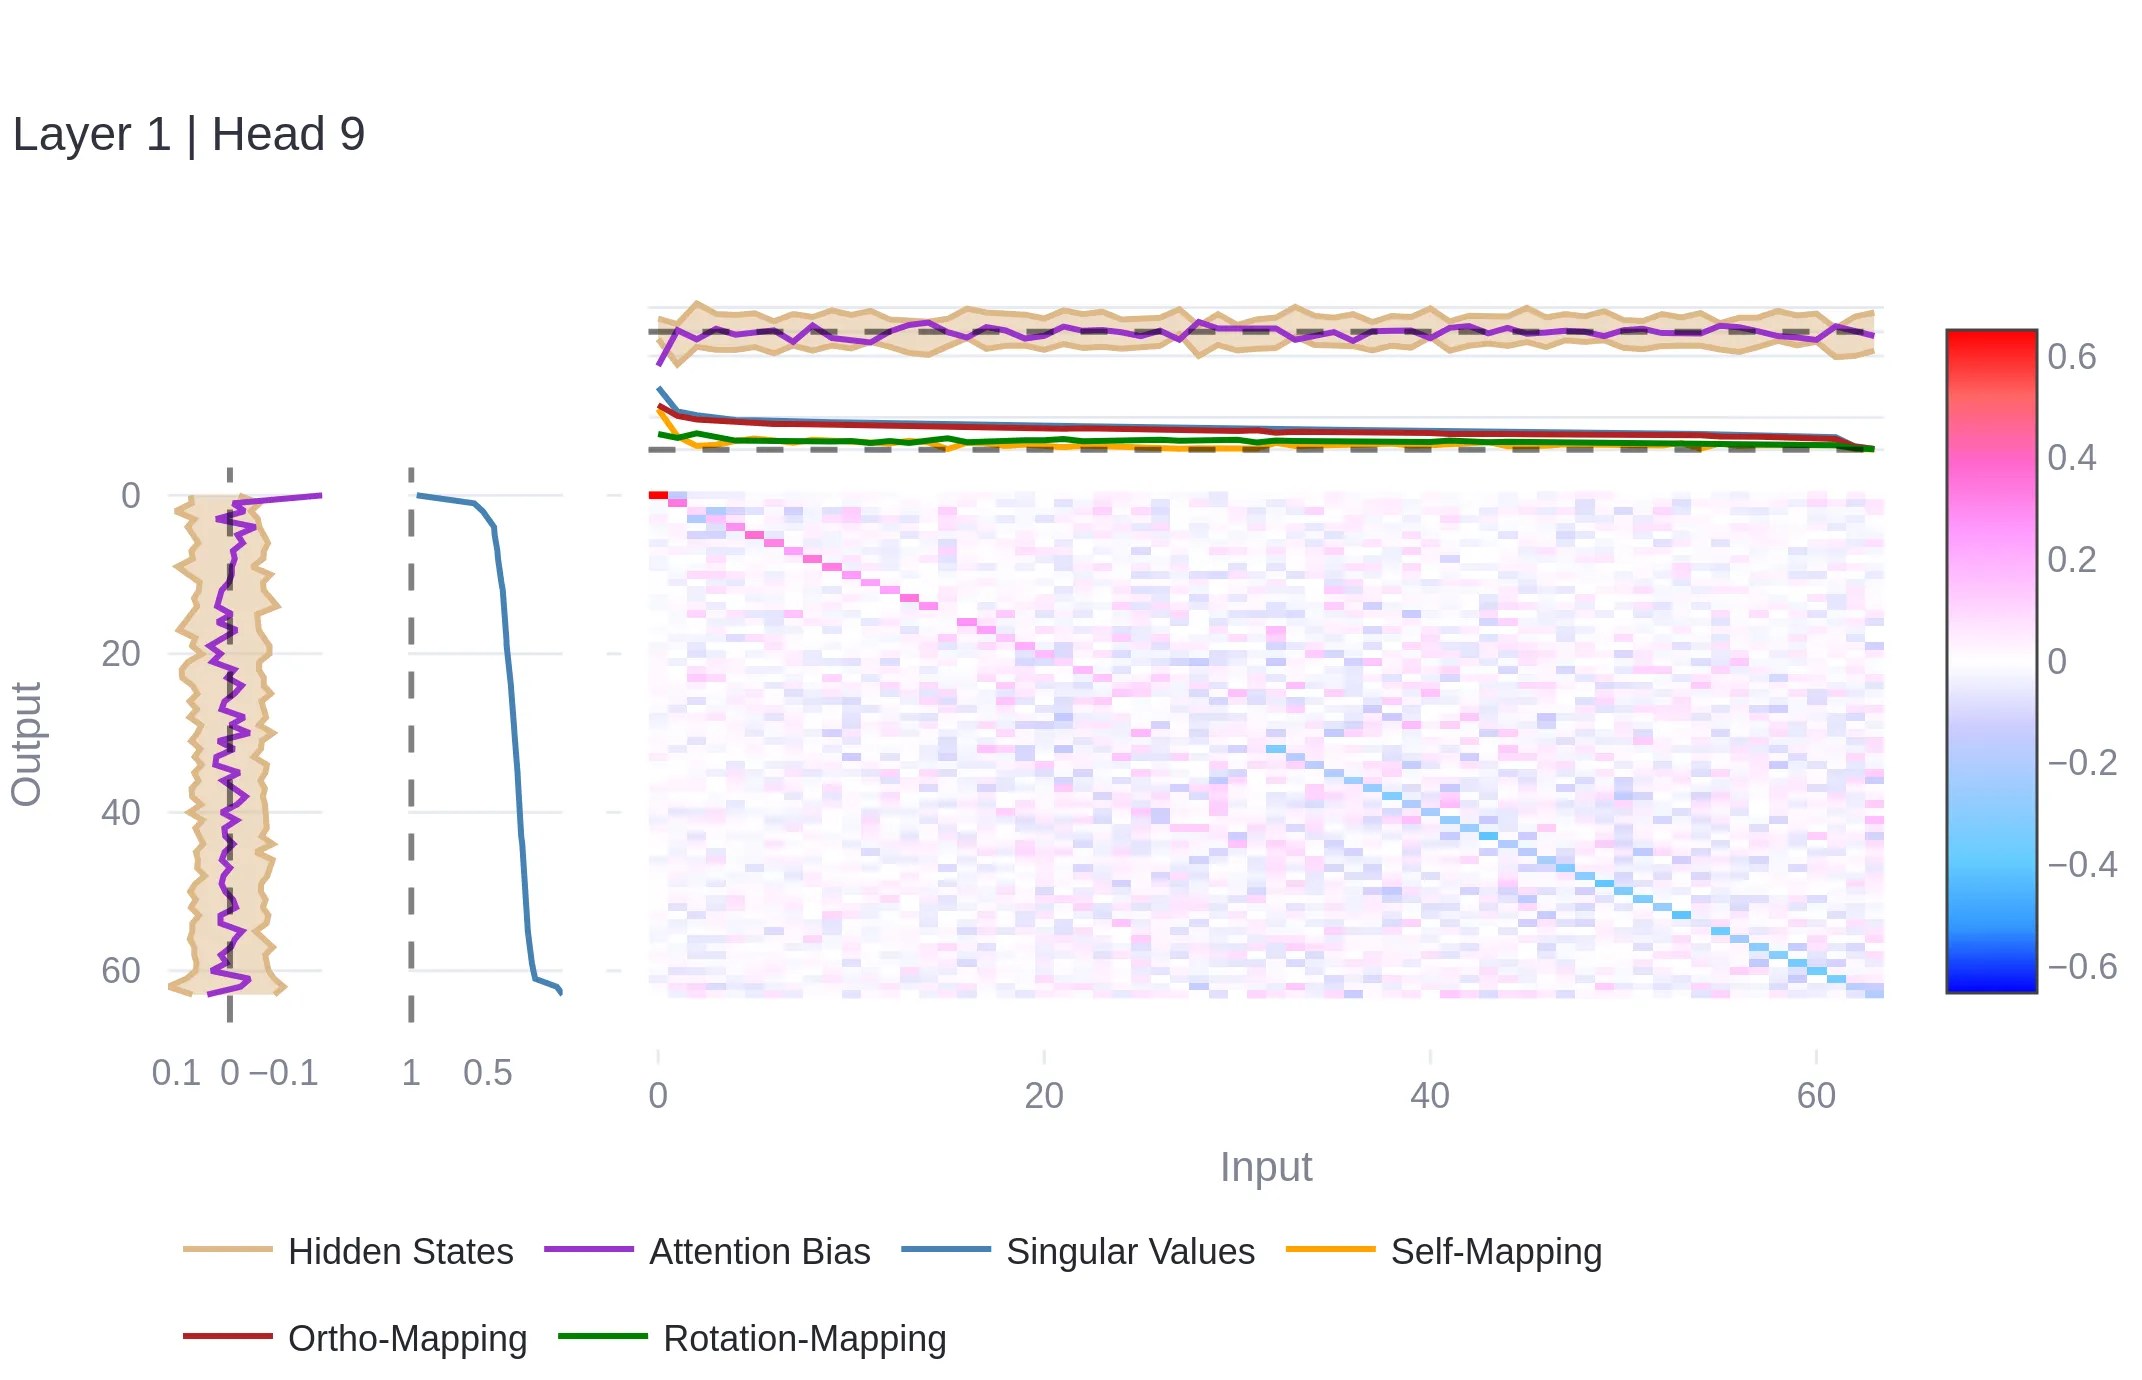 Layer 1 | Head 9
0.6
0.4
0.2
0
−0.2
−0.4
−0.6
0
20
40
60
Output
0.1 0 −0.1
1 0.5
0 20 40 60
Input
Hidden States Attention Bias Singular Values Self-Mapping
Ortho-Mapping Rotation-Mapping